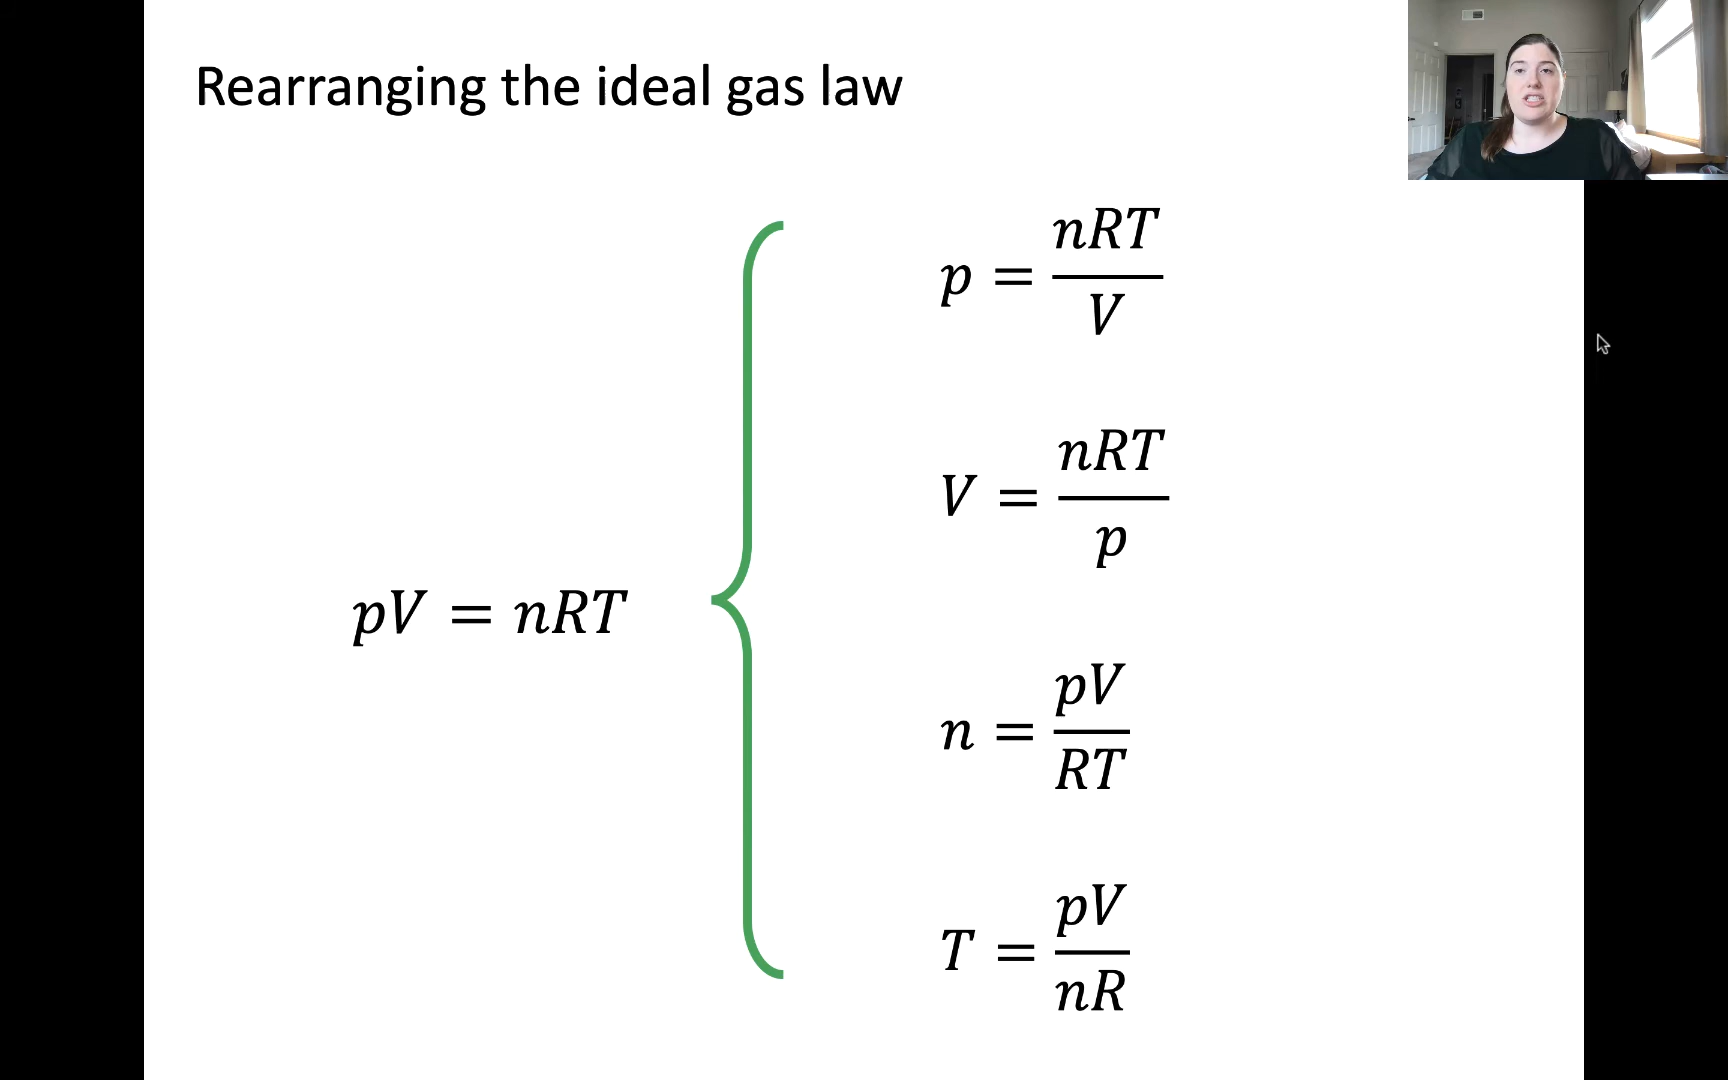 Rearranging the ideal gas law
pV = nRT
p = nRT/V
V = nRT/p
n = pV/RT
T = pV/nR